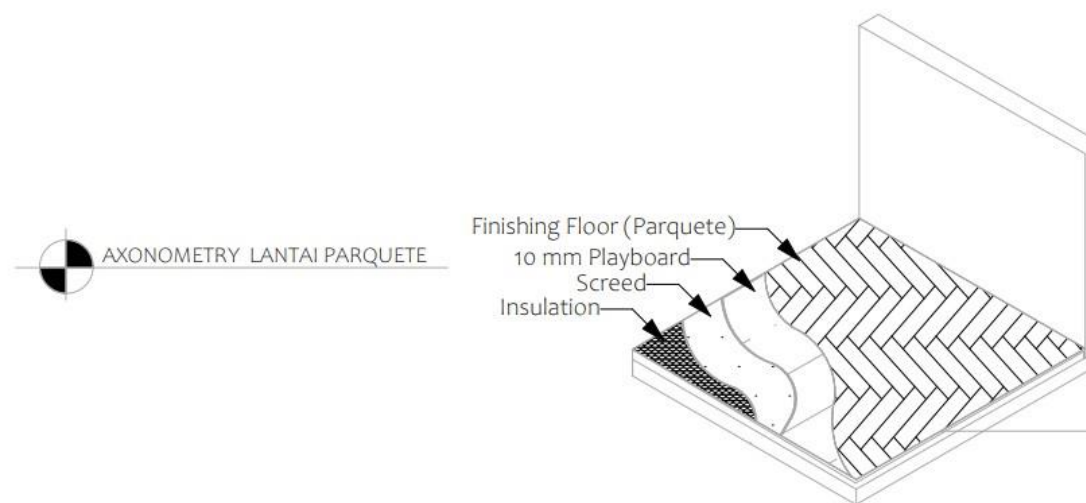 AXONOMETRY LANTAI PARQUETE
Finishing Floor (Parquete)
10 mm Playboard
Screed
Insulation